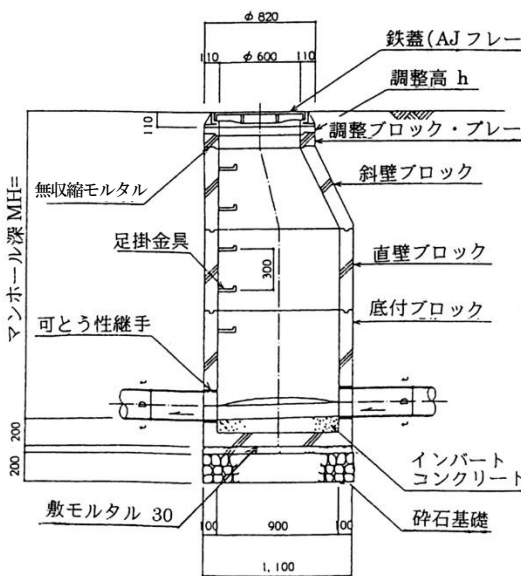 φ 820
110
φ 600
110
鉄蓋(AJ フレー
調整高 h
110
調整ブロック・プレー
無収縮モルタル
斜壁ブロック
マンホール深MH=
足掛金具
300
直壁ブロック
可とう性継手
底付ブロック
t
D
t
t
D
t
200
インバート
コンクリート
200
敷モルタル 30
100
900
100
砕石基礎
1,100